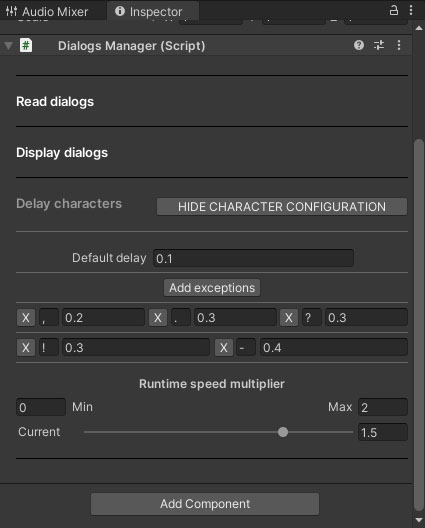 Audio Mixer Inspector
Dialogs Manager (Script)
Read dialogs
Display dialogs
Delay characters HIDE CHARACTER CONFIGURATION
Default delay 0.1
Add exceptions
X , 0.2 X . 0.3 X ? 0.3
X ! 0.3 X - 0.4
Runtime speed multiplier
0 Min Max 2
Current 1.5
Add Component